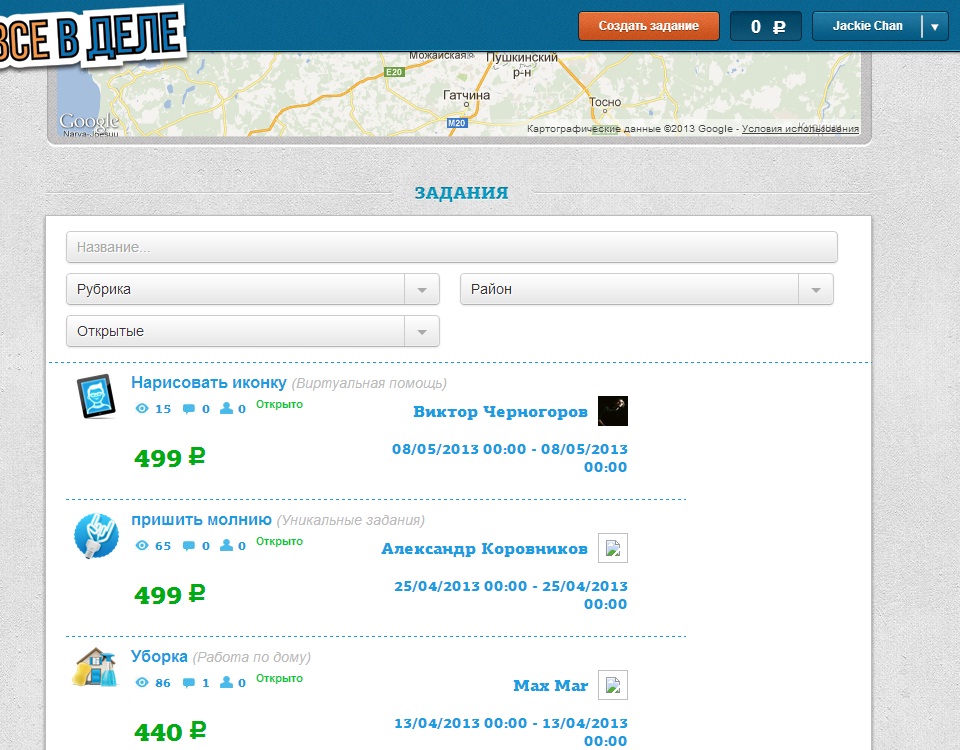 ВСЕ В ДЕЛЕ
Создать задание
0 ₽
Jackie Chan
Можайская
Пушкинский
р-н
E20
Гатчина
Тосно
M20
Google
Narva-Jõesuu
Картографические данные ©2013 Google - Условия использования
ЗАДАНИЯ
Название...
Рубрика
Район
Открытые
Нарисовать иконку (Виртуальная помощь)
15 0 0 Открыто
Виктор Черногоров
499 ₽
08/05/2013 00:00 - 08/05/2013
00:00
пришить молнию (Уникальные задания)
65 0 0 Открыто
Александр Коровников
499 ₽
25/04/2013 00:00 - 25/04/2013
00:00
Уборка (Работа по дому)
86 1 0 Открыто
Max Mar
440 ₽
13/04/2013 00:00 - 13/04/2013
00:00